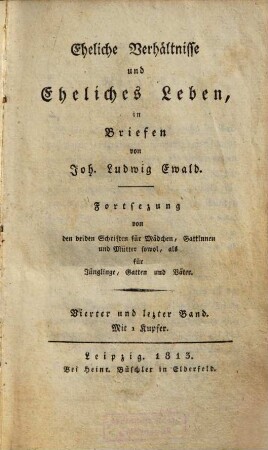 Eheliche Verhältnisse
und
Eheliches Leben,
in
Briefen
von
Joh. Ludwig Ewald.
Fortsezung
von
den beiden Schriften für Mädchen, Gattinnen
und Mütter sowol, als
für
Jünglinge, Gatten und Väter.
Vierter und lezter Band.
Mit 1 Kupfer.
Leipzig. 1813.
Bei Heinr. Büschler in Elberfeld.